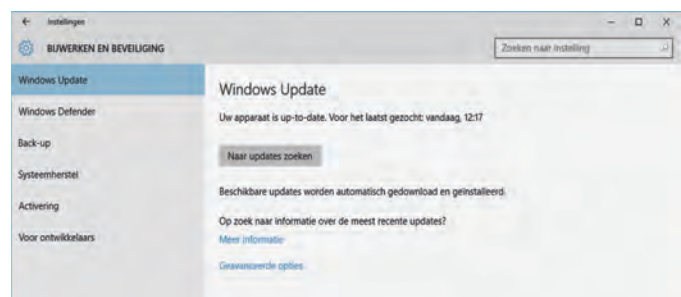 Instellingen
BIJWERKEN EN BEVEILIGING
Zoeken naar instelling
Windows Update
Windows Defender
Back-up
Systeemherstel
Activering
Voor ontwikkelaars
Windows Update
Uw apparaat is up-to-date. Voor het laatst gezocht: vandaag, 12:17
Naar updates zoeken
Beschikbare updates worden automatisch gedownload en geïnstalleerd.
Op zoek naar informatie over de meest recente updates?
Meer informatie
Geavanceerde opties